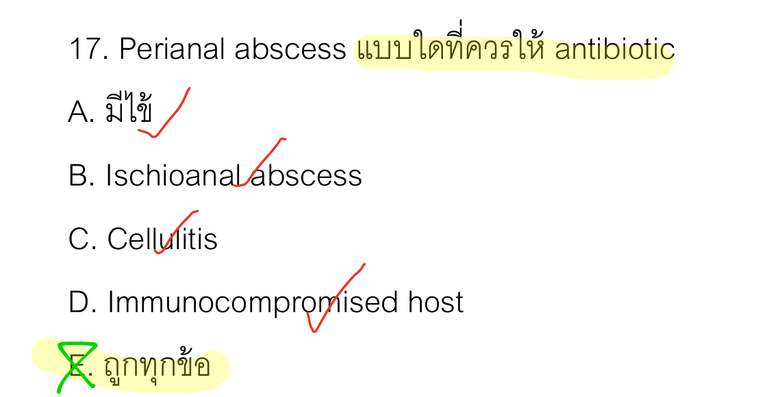 17. Perianal abscess แบบใดที่ควรให้ antibiotic
A. มีไข้
B. Ischioanal abscess
C. Cellulitis
D. Immunocompromised host
E. ถูกทุกข้อ